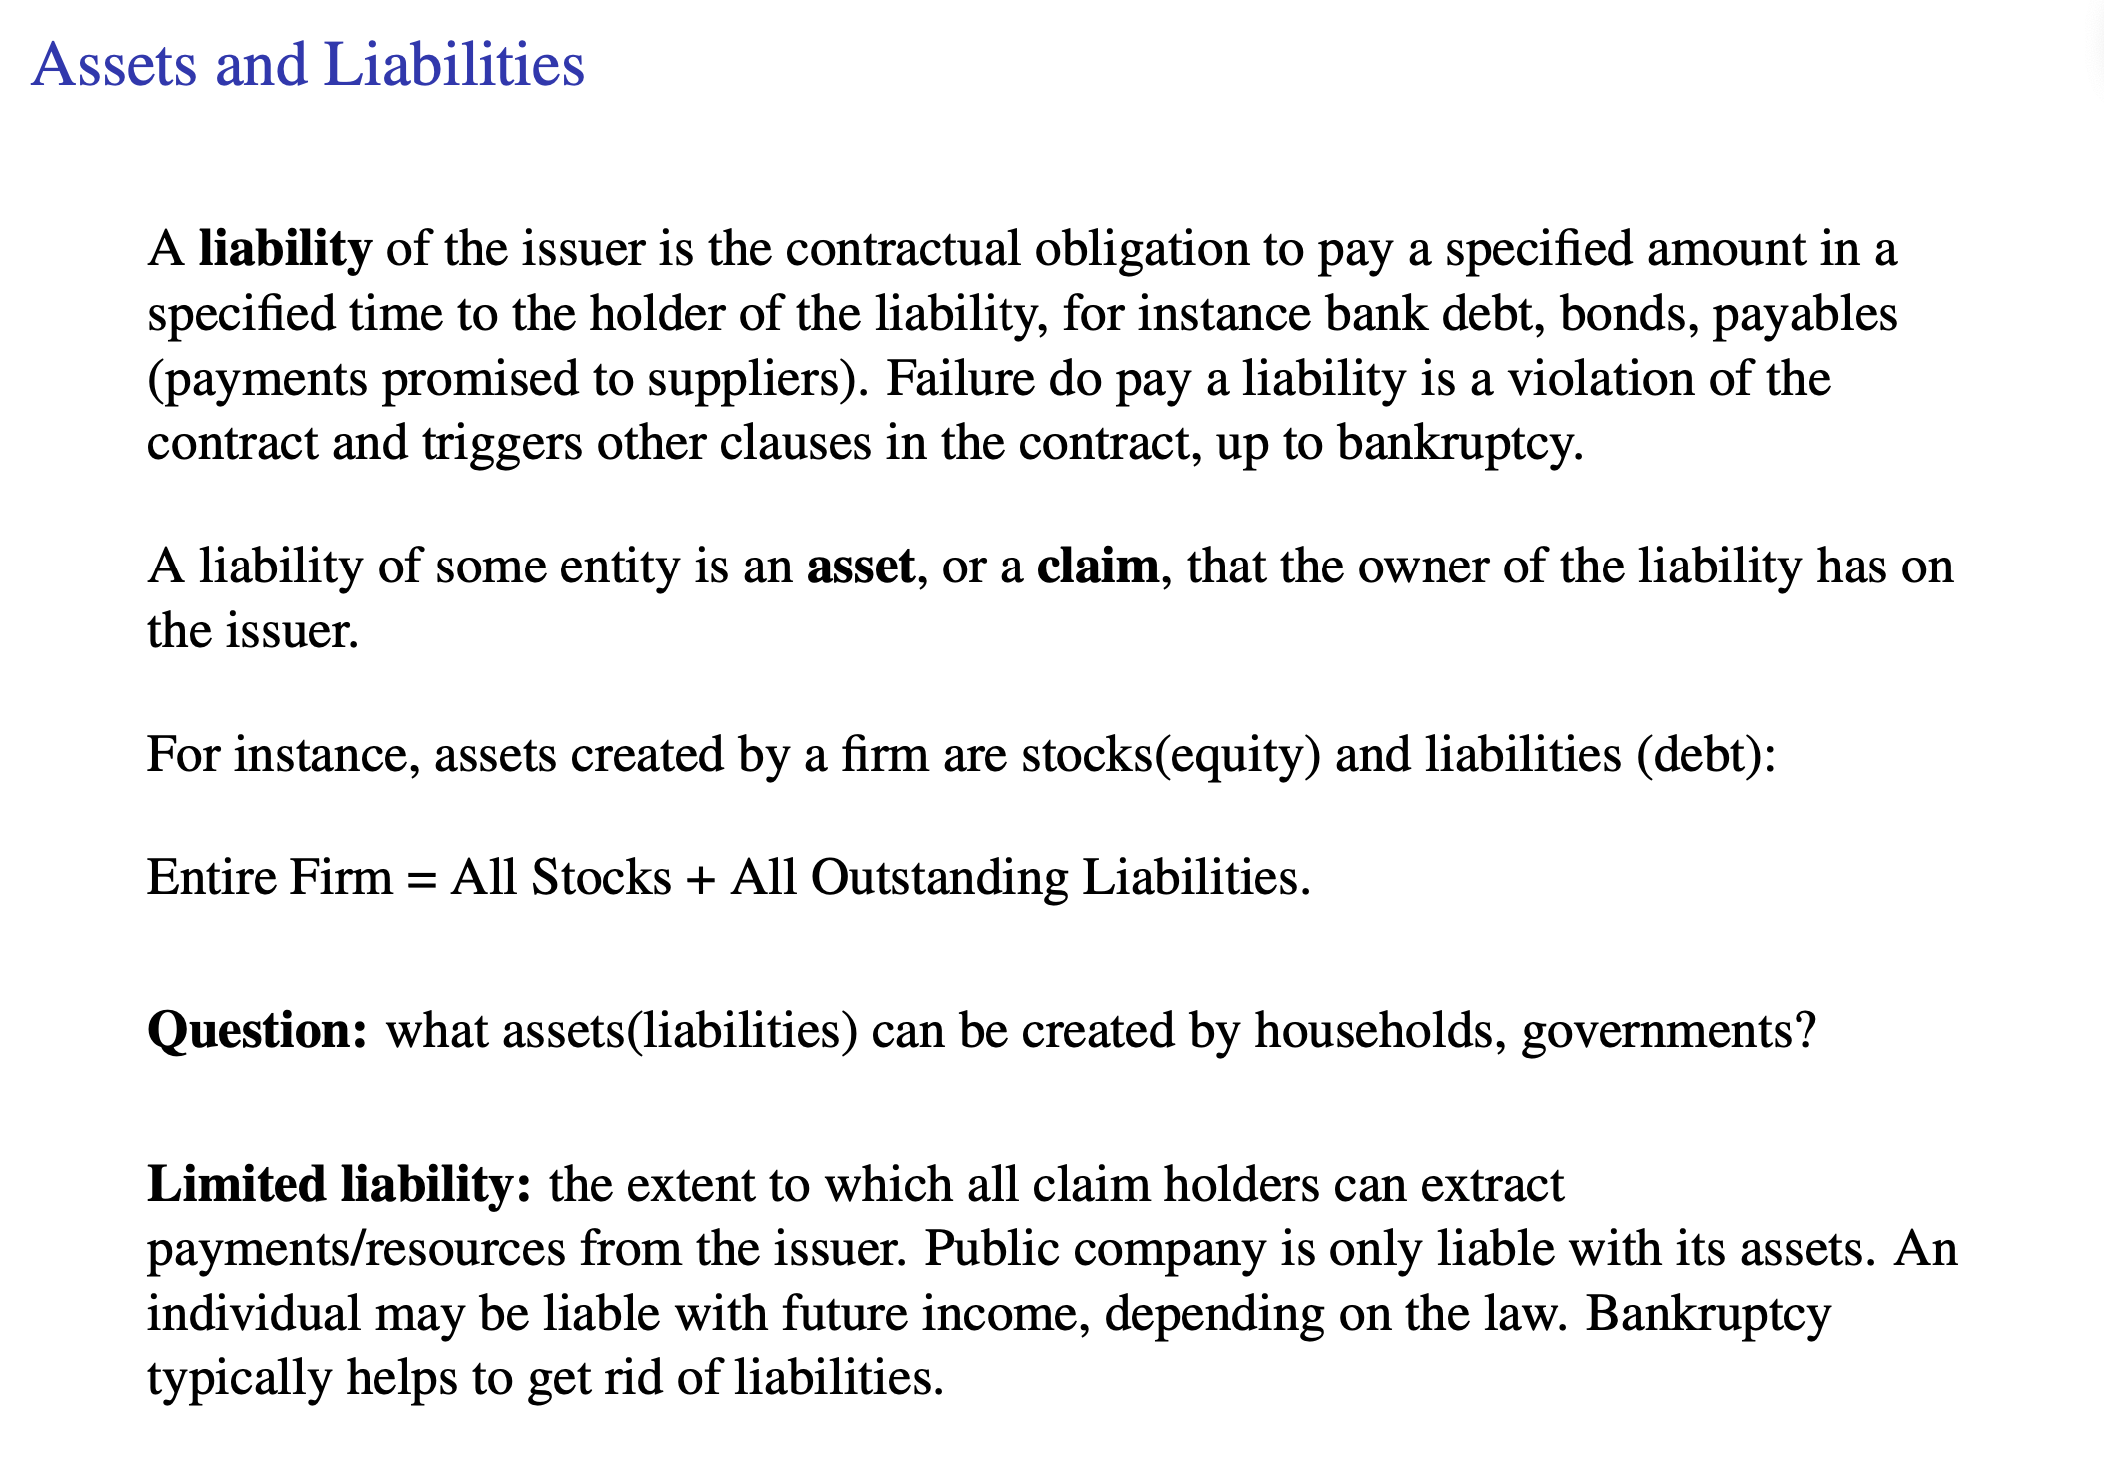 Assets and Liabilities
A liability of the issuer is the contractual obligation to pay a specified amount in a
specified time to the holder of the liability, for instance bank debt, bonds, payables
(payments promised to suppliers). Failure do pay a liability is a violation of the
contract and triggers other clauses in the contract, up to bankruptcy.
A liability of some entity is an asset, or a claim, that the owner of the liability has on
the issuer.
For instance, assets created by a firm are stocks(equity) and liabilities (debt):
Entire Firm = All Stocks + All Outstanding Liabilities.
Question: what assets(liabilities) can be created by households, governments?
Limited liability: the extent to which all claim holders can extract
payments/resources from the issuer. Public company is only liable with its assets. An
individual may be liable with future income, depending on the law. Bankruptcy
typically helps to get rid of liabilities.